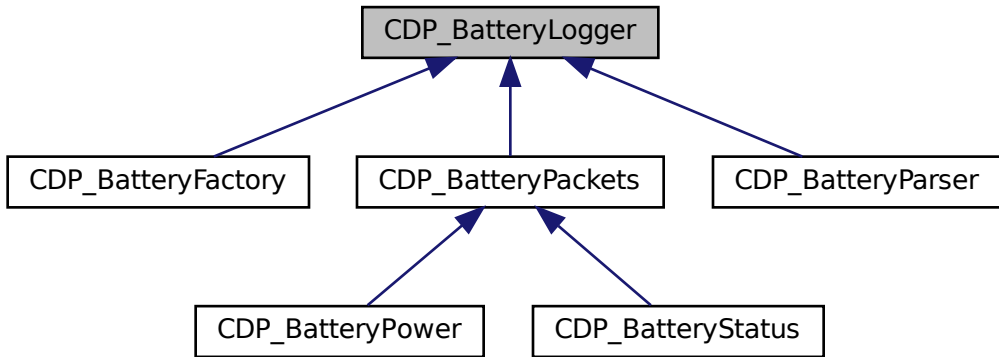 CDP_BatteryLogger
CDP_BatteryFactory
CDP_BatteryPackets
CDP_BatteryParser
CDP_BatteryPower
CDP_BatteryStatus